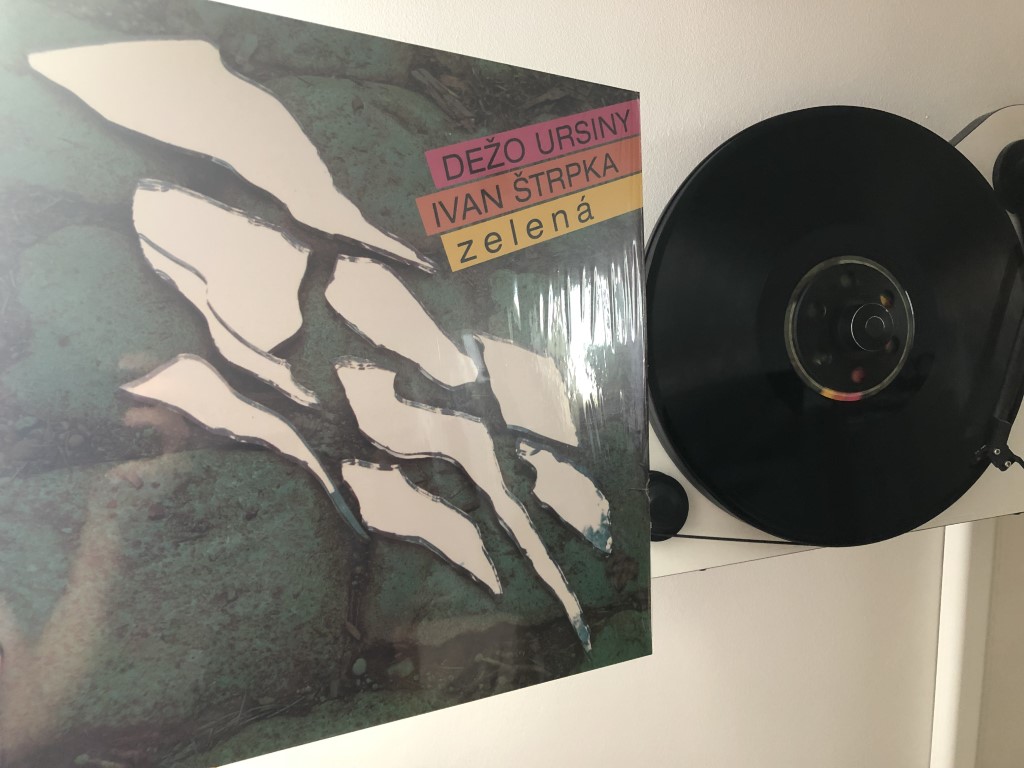 DEŽO URSINY
IVAN ŠTRPKA
zelená